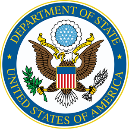 DEPARTMENT OF STATE
UNITED STATES OF AMERICA